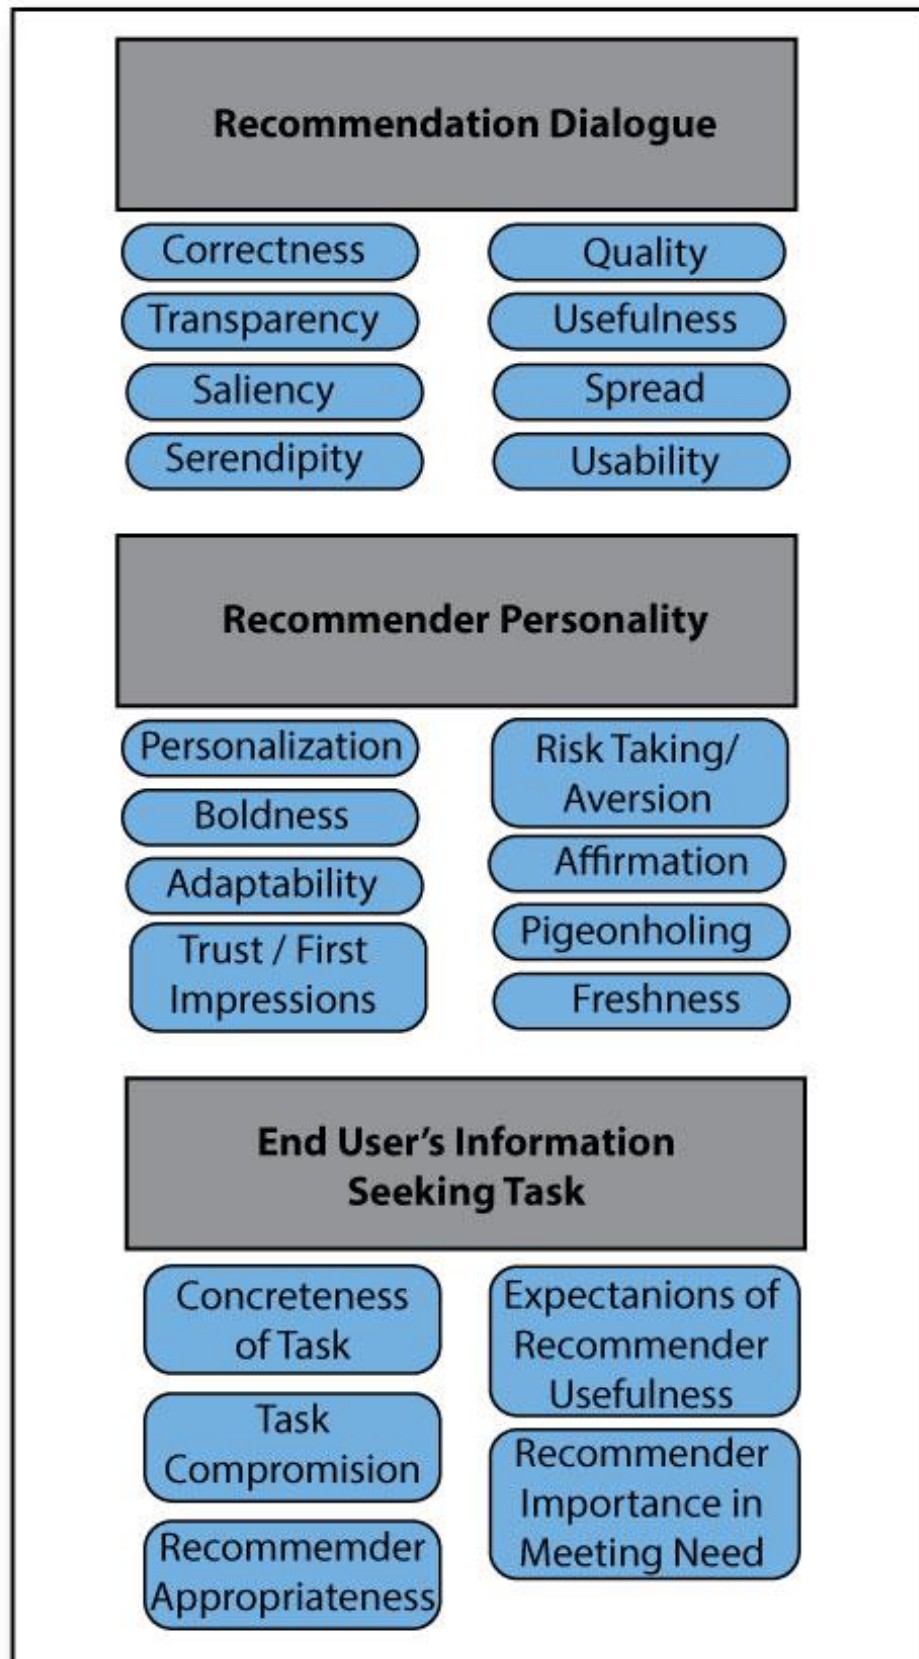 Recommendation Dialogue
Correctness
Quality
Transparency
Usefulness
Saliency
Spread
Serendipity
Usability
Recommender Personality
Personalization
Risk Taking/
Aversion
Boldness
Affirmation
Adaptability
Pigeonholing
Trust / First
Impressions
Freshness
End User's Information
Seeking Task
Concreteness
of Task
Expectanions of
Recommender
Usefulness
Task
Compromision
Recommender
Importance in
Meeting Need
Recommemder
Appropriateness